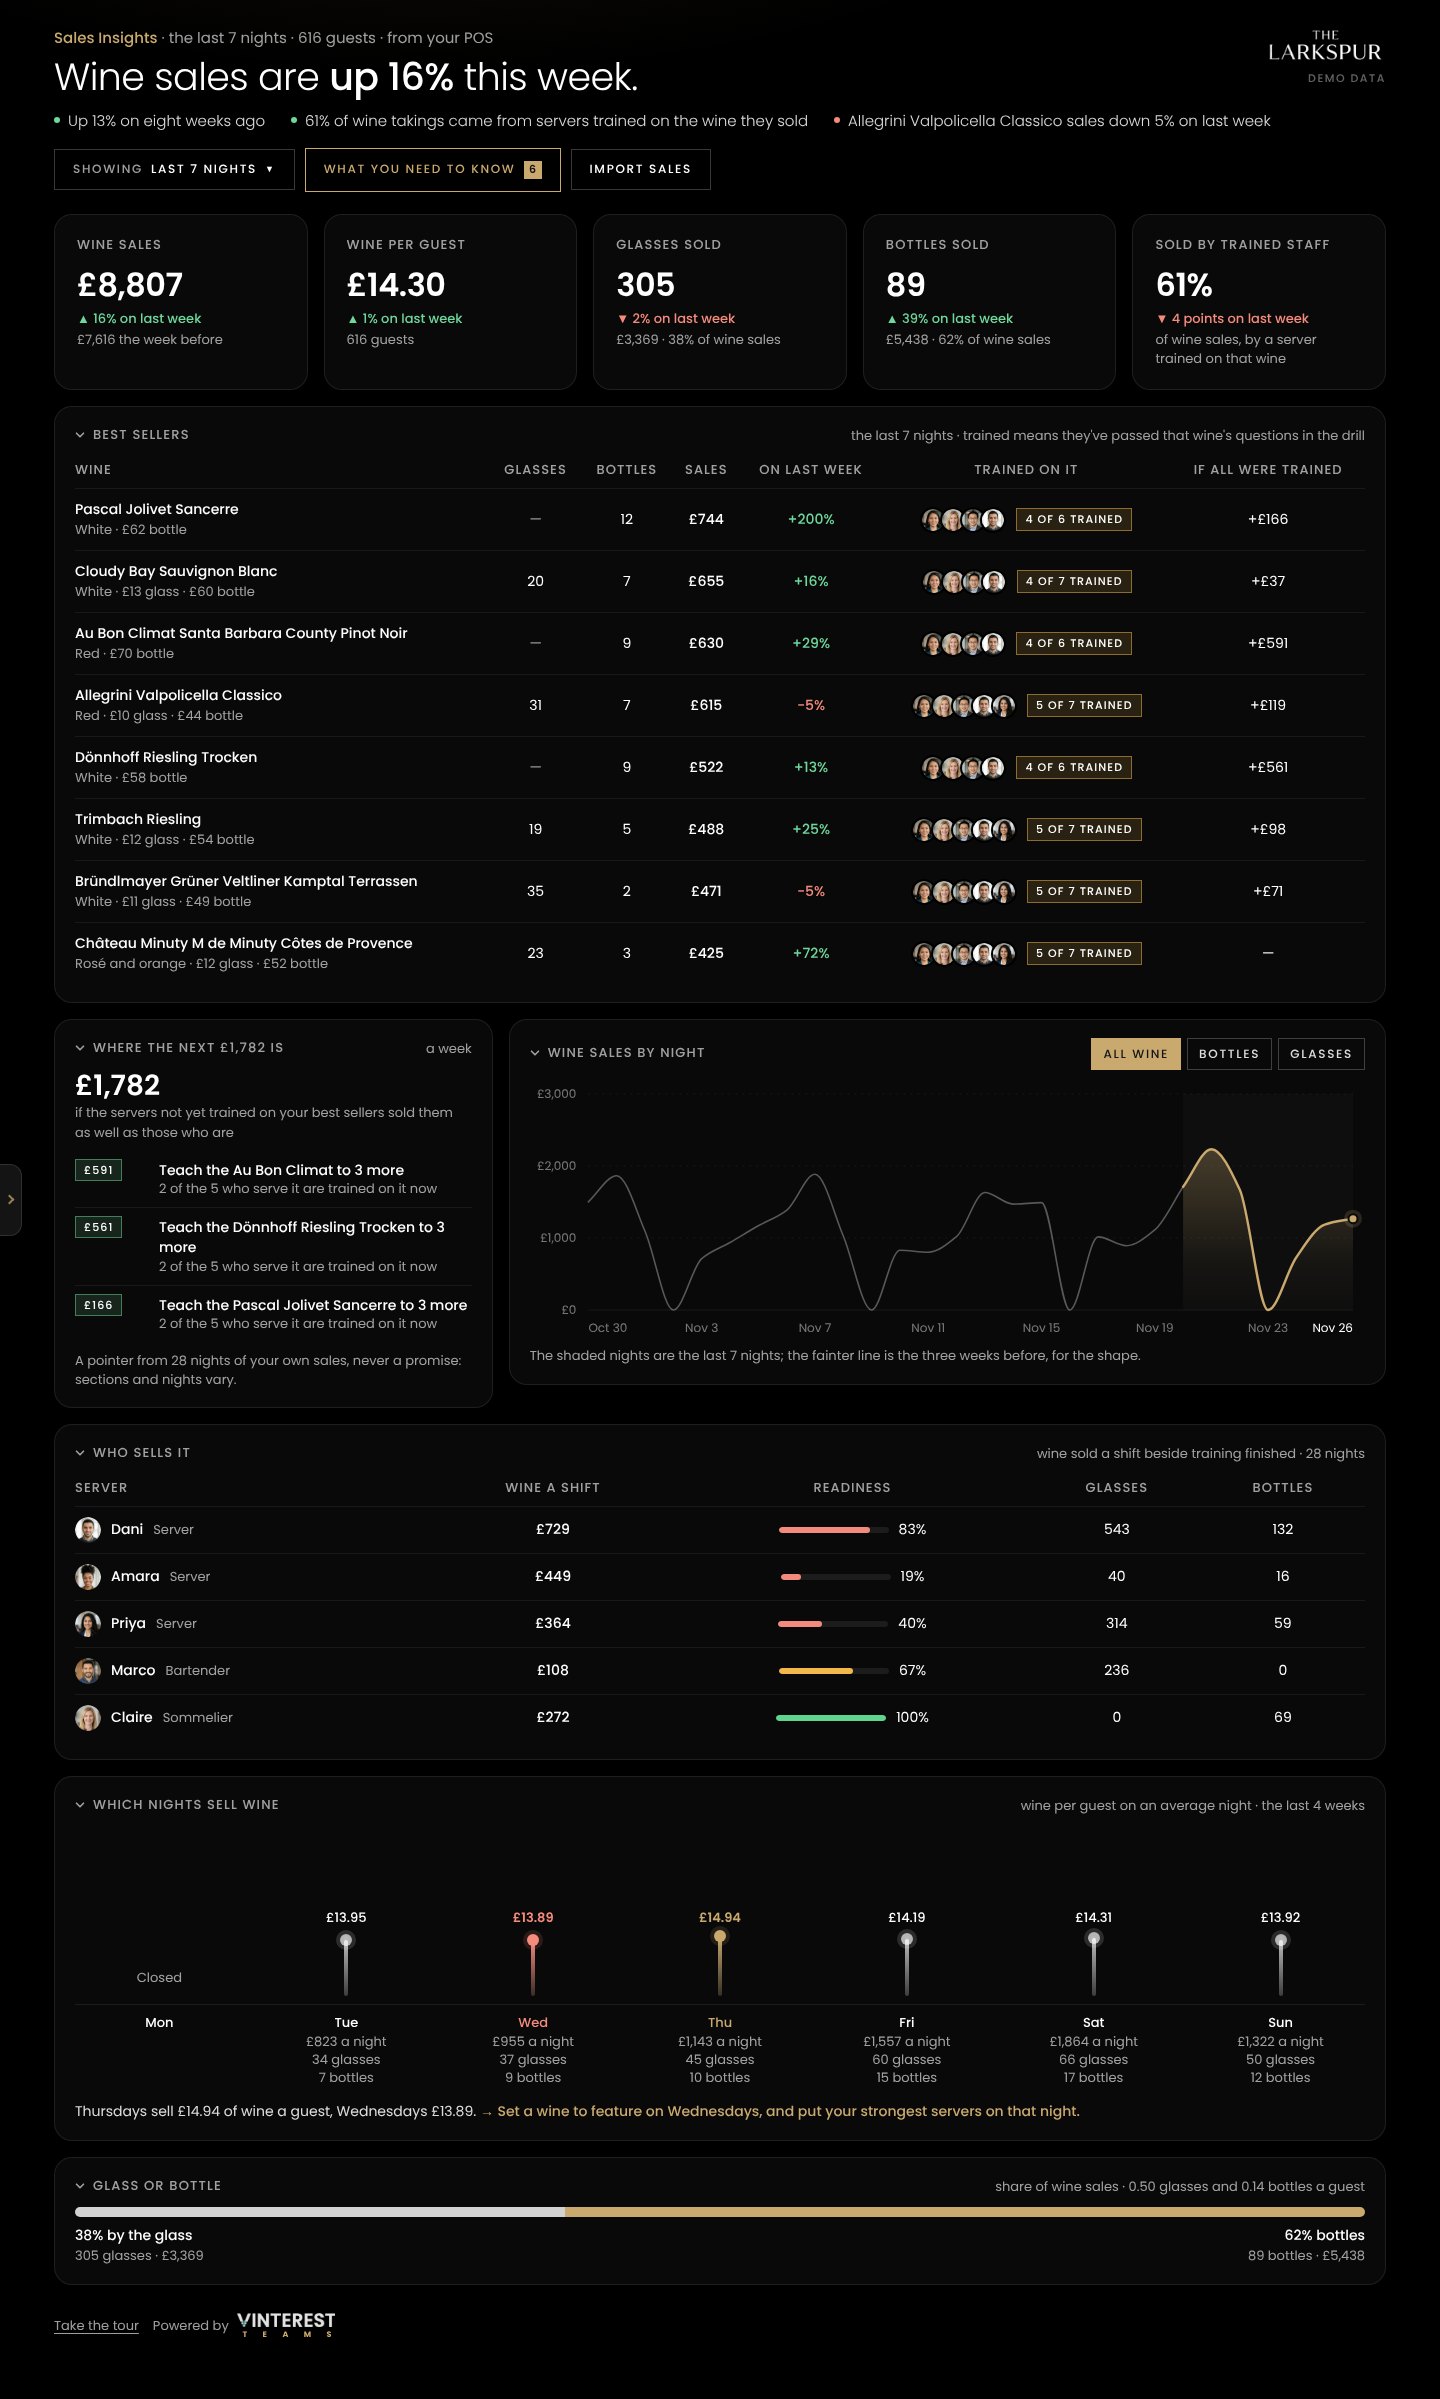 Sales Insights · the last 7 nights · 616 guests · from your POS
THE
LARKSPUR
DEMO DATA
Wine sales are up 16% this week.
Up 13% on eight weeks ago
61% of wine takings came from servers trained on the wine they sold
Allegrini Valpolicella Classico sales down 5% on last week
SHOWING LAST 7 NIGHTS ▼
WHAT YOU NEED TO KNOW 6
IMPORT SALES
WINE SALES
£8,807
▲ 16% on last week
£7,616 the week before
WINE PER GUEST
£14.30
▲ 1% on last week
616 guests
GLASSES SOLD
305
▼ 2% on last week
£3,369 · 38% of wine sales
BOTTLES SOLD
89
▲ 39% on last week
£5,438 · 62% of wine sales
SOLD BY TRAINED STAFF
61%
▼ 4 points on last week
of wine sales, by a server
trained on that wine
BEST SELLERS
the last 7 nights · trained means they've passed that wine's questions in the drill
WINE GLASSES BOTTLES SALES ON LAST WEEK TRAINED ON IT IF ALL WERE TRAINED
Pascal Jolivet Sancerre
White · £62 bottle
— 12 £744 +200% 4 OF 6 TRAINED +£166
Cloudy Bay Sauvignon Blanc
White · £13 glass · £60 bottle
20 7 £655 +16% 4 OF 7 TRAINED +£37
Au Bon Climat Santa Barbara County Pinot Noir
Red · £70 bottle
— 9 £630 +29% 4 OF 6 TRAINED +£591
Allegrini Valpolicella Classico
Red · £10 glass · £44 bottle
31 7 £615 -5% 5 OF 7 TRAINED +£119
Dönnhoff Riesling Trocken
White · £58 bottle
— 9 £522 +13% 4 OF 6 TRAINED +£561
Trimbach Riesling
White · £12 glass · £54 bottle
19 5 £488 +25% 5 OF 7 TRAINED +£98
Bründlmayer Grüner Veltliner Kamptal Terrassen
White · £11 glass · £49 bottle
35 2 £471 -5% 5 OF 7 TRAINED +£71
Château Minuty M de Minuty Côtes de Provence
Rosé and orange · £12 glass · £52 bottle
23 3 £425 +72% 5 OF 7 TRAINED —
WHERE THE NEXT £1,782 IS
a week
£1,782
if the servers not yet trained on your best sellers sold them
as well as those who are
£591 Teach the Au Bon Climat to 3 more
2 of the 5 who serve it are trained on it now
£561 Teach the Dönnhoff Riesling Trocken to 3
more
2 of the 5 who serve it are trained on it now
£166 Teach the Pascal Jolivet Sancerre to 3 more
2 of the 5 who serve it are trained on it now
A pointer from 28 nights of your own sales, never a promise:
sections and nights vary.
WINE SALES BY NIGHT
ALL WINE BOTTLES GLASSES
£3,000
£2,000
£1,000
£0
Oct 30 Nov 3 Nov 7 Nov 11 Nov 15 Nov 19 Nov 23 Nov 26
The shaded nights are the last 7 nights; the fainter line is the three weeks before, for the shape.
WHO SELLS IT
wine sold a shift beside training finished · 28 nights
SERVER WINE A SHIFT READINESS GLASSES BOTTLES
Dani Server £729 83% 543 132
Amara Server £449 19% 40 16
Priya Server £364 40% 314 59
Marco Bartender £108 67% 236 0
Claire Sommelier £272 100% 0 69
WHICH NIGHTS SELL WINE
wine per guest on an average night · the last 4 weeks
£13.95 £13.89 £14.94 £14.19 £14.31 £13.92
Closed
Mon Tue Wed Thu Fri Sat Sun
£823 a night £955 a night £1,143 a night £1,557 a night £1,864 a night £1,322 a night
34 glasses 37 glasses 45 glasses 60 glasses 66 glasses 50 glasses
7 bottles 9 bottles 10 bottles 15 bottles 17 bottles 12 bottles
Thursdays sell £14.94 of wine a guest, Wednesdays £13.89. → Set a wine to feature on Wednesdays, and put your strongest servers on that night.
GLASS OR BOTTLE
share of wine sales · 0.50 glasses and 0.14 bottles a guest
38% by the glass
62% bottles
305 glasses · £3,369
89 bottles · £5,438
Take the tour Powered by VINTEREST
TEAMS